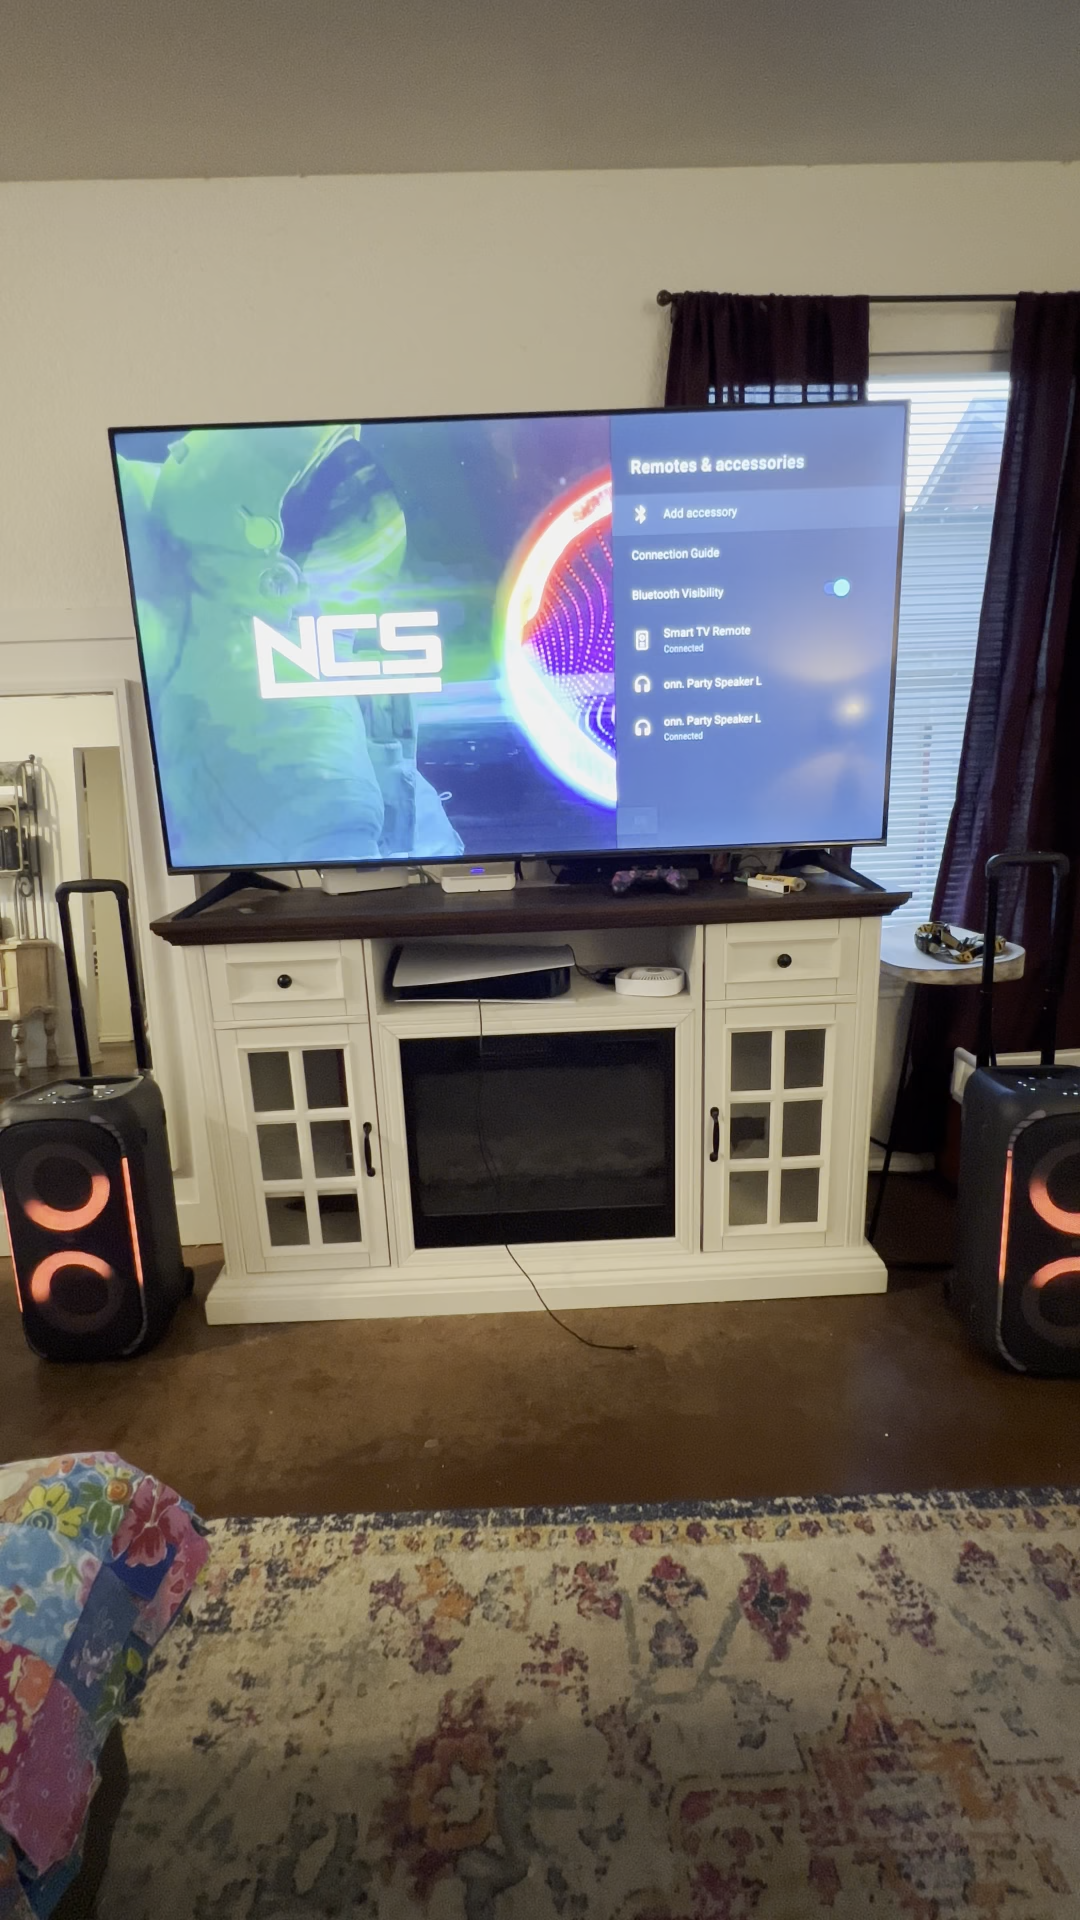 NCS
Remotes & accessories
Add accessory
Connection Guide
Bluetooth Visibility
Smart TV Remote
Connected
onn. Party Speaker L
onn. Party Speaker L
Connected